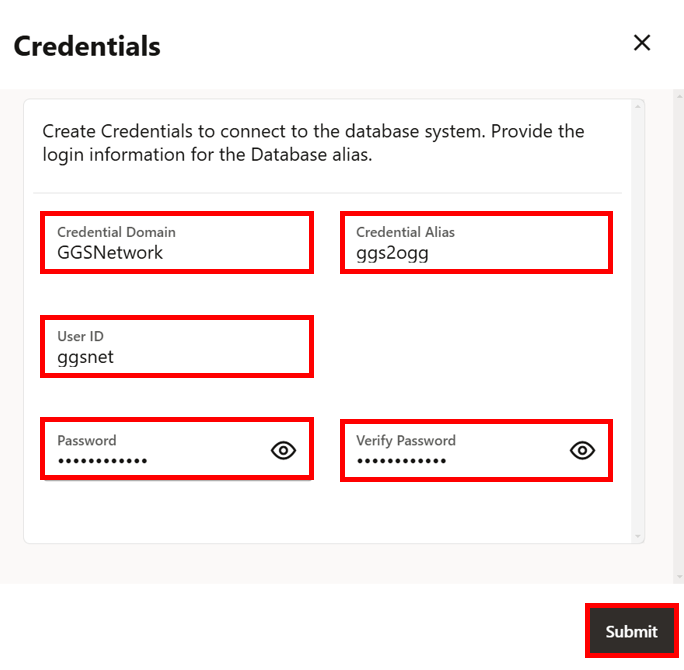 Credentials
Create Credentials to connect to the database system. Provide the
login information for the Database alias.
Credential Domain
GGSNetwork
Credential Alias
ggs2ogg
User ID
ggsnet
Password
••••••••••••
Verify Password
••••••••••••
Submit